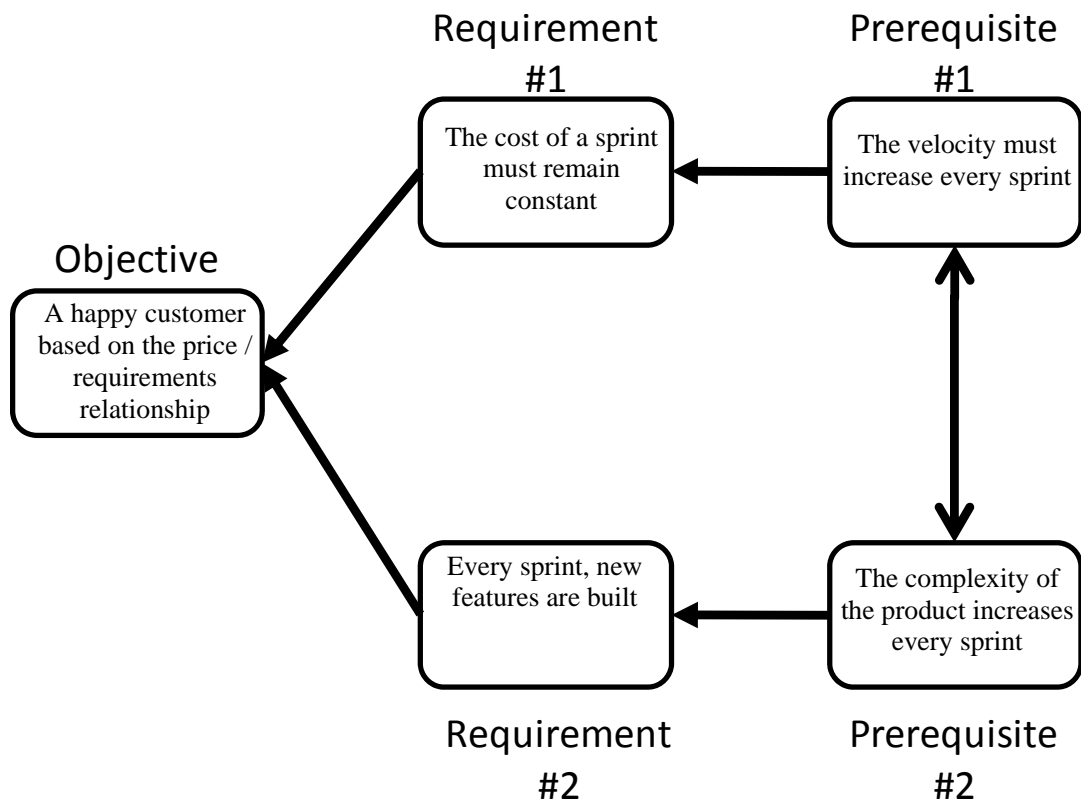 Requirement
#1
Prerequisite
#1
The cost of a sprint
must remain
constant
The velocity must
increase every sprint
Objective
A happy customer
based on the price /
requirements
relationship
Every sprint, new
features are built
The complexity of
the product increases
every sprint
Requirement
#2
Prerequisite
#2